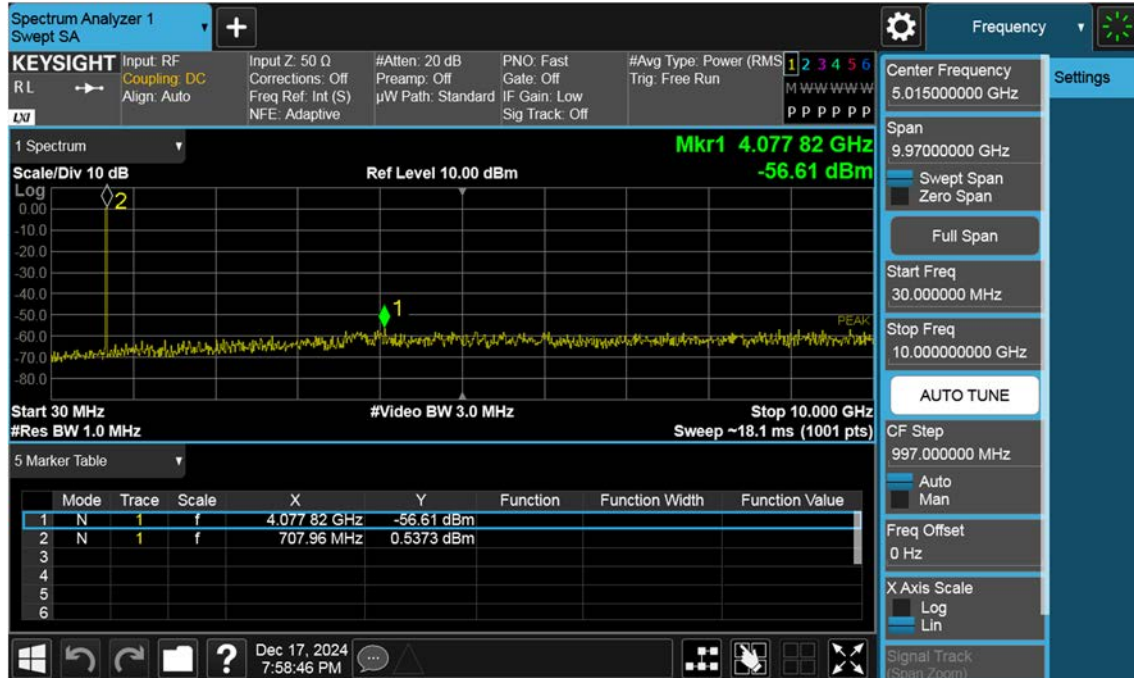 Spectrum Analyzer 1
Swept SA
+
Frequency
KEYSIGHT
R L
LXI
Input: RF
Coupling: DC
Align: Auto
Input Z: 50 Ω
Corrections: Off
Freq Ref: Int (S)
NFE: Adaptive
#Atten: 20 dB
Preamp: Off
µW Path: Standard
PNO: Fast
Gate: Off
IF Gain: Low
Sig Track: Off
#Avg Type: Power (RMS
Trig: Free Run
1 2 3 4 5 6
M W W W W W
P P P P P P
1 Spectrum
Scale/Div 10 dB
Ref Level 10.00 dBm
Mkr1 4.077 82 GHz
-56.61 dBm
Log
0.00
-10.0
-20.0
-30.0
-40.0
-50.0
-60.0
-70.0
-80.0
2
1
PEAK
Start 30 MHz
#Video BW 3.0 MHz
Stop 10.000 GHz
#Res BW 1.0 MHz
Sweep ~18.1 ms (1001 pts)
5 Marker Table
Mode Trace Scale X Y Function Function Width Function Value
1 N 1 f 4.077 82 GHz -56.61 dBm
2 N 1 f 707.96 MHz 0.5373 dBm
3
4
5
6
?
Dec 17, 2024
7:58:46 PM
Center Frequency
5.015000000 GHz
Settings
Span
9.97000000 GHz
Swept Span
Zero Span
Full Span
Start Freq
30.000000 MHz
Stop Freq
10.000000000 GHz
AUTO TUNE
CF Step
997.000000 MHz
Auto
Man
Freq Offset
0 Hz
X Axis Scale
Log
Lin
Signal Track
(Span Zoom)